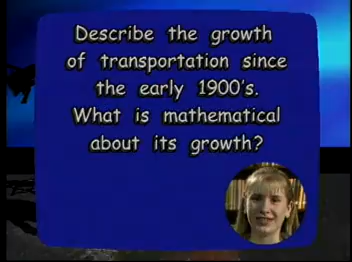 Describe the growth
of transportation since
the early 1900's.
What is mathematical
about its growth?